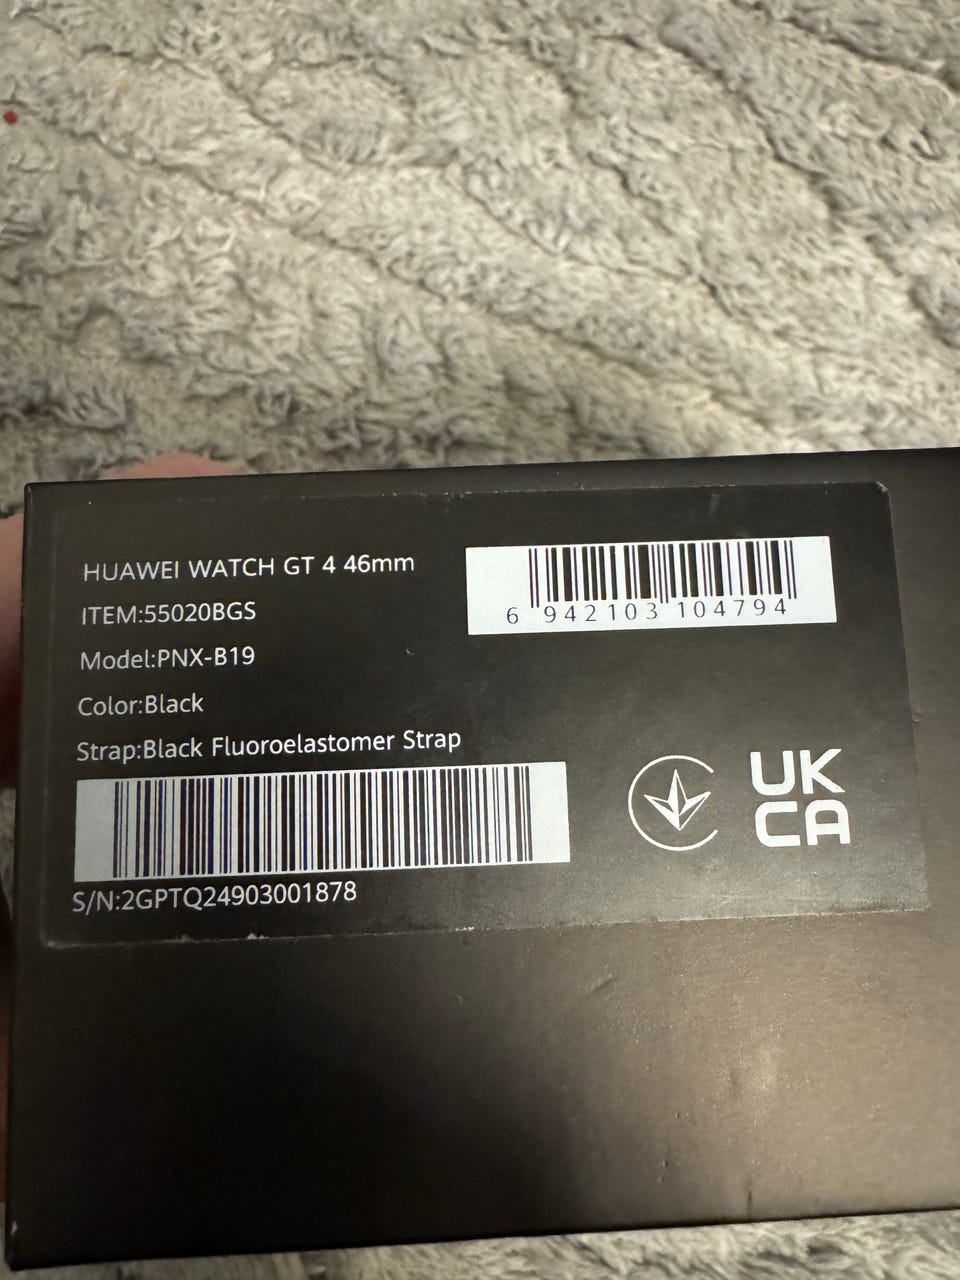 HUAWEI WATCH GT 4 46mm
ITEM:55020BGS
Model:PNX-B19
Color:Black
Strap:Black Fluoroelastomer Strap
S/N:2GPTQ24903001878
6 942103 104794
UK
CA